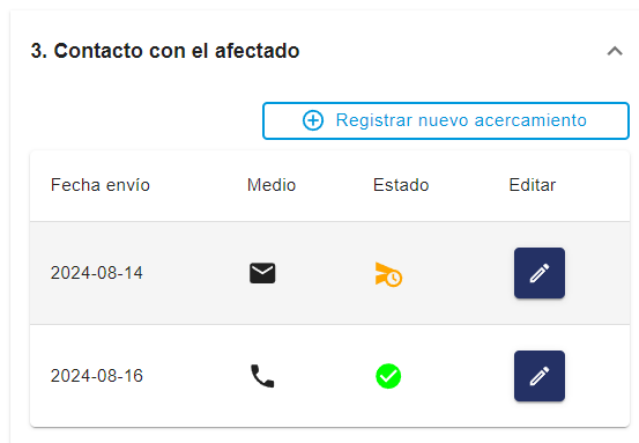 3. Contacto con el afectado
Registrar nuevo acercamiento
Fecha envío Medio Estado Editar
2024-08-14
2024-08-16